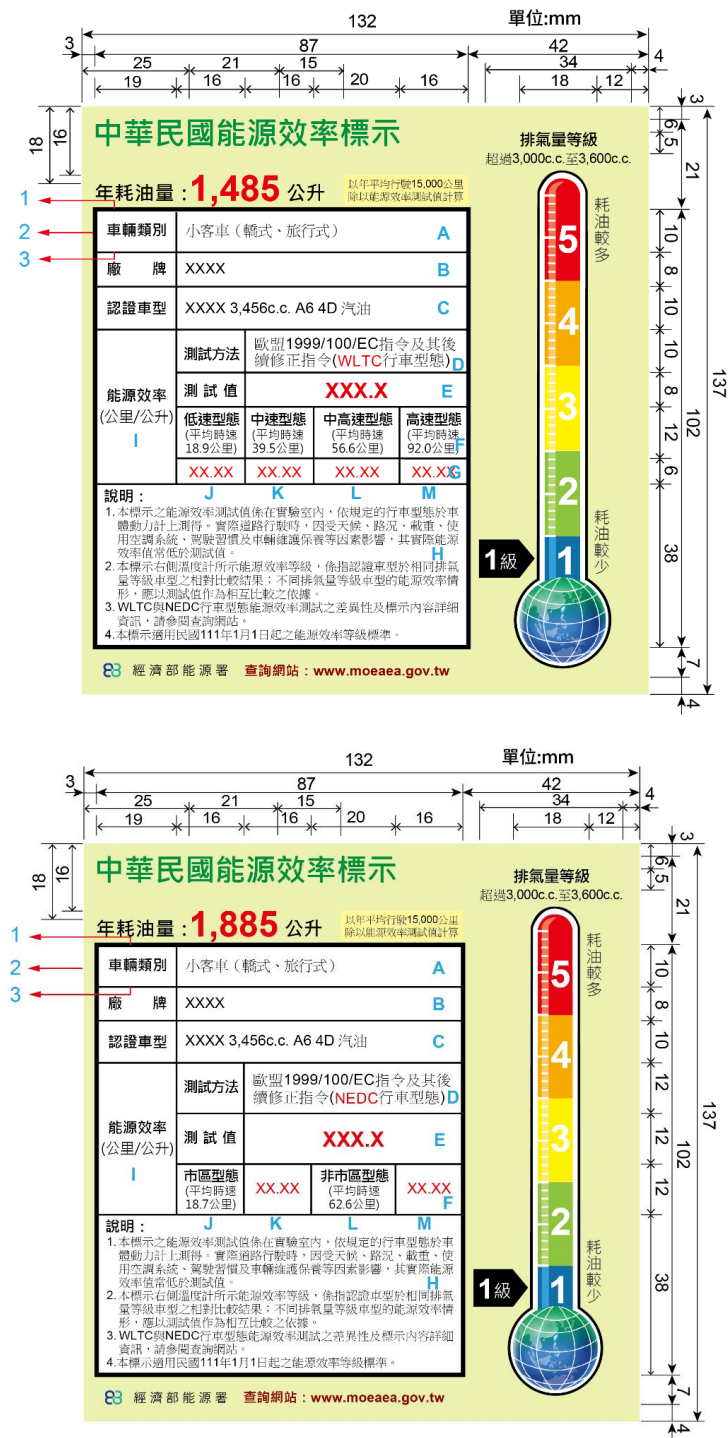 132
單位:mm
3
87
42
4
25
21
15
34
19
16
16
20
16
18
12
3
18
16
6
5
21
137
中華民國能源效率標示
排氣量等級
超過3,000c.c.至3,600c.c.
年耗油量：1,485 公升
以年平均行駛15,000公里
除以能源效率測試值計算
1
2
3
車輛類別
小客車（轎式、旅行式）
A
廠 牌
XXXX
B
認證車型
XXXX 3,456c.c. A6 4D 汽油
C
能源效率
(公里/公升)
I
測試方法
歐盟1999/100/EC指令及其後
續修正指令(WLTC行車型態)
D
測 試 值
XXX.X
E
低速型態
(平均時速
18.9公里)
中速型態
(平均時速
39.5公里)
中高速型態
(平均時速
56.6公里)
高速型態
(平均時速
92.0公里)
F
XX.XX
XX.XX
XX.XX
XX.XX
G
說明：
J
K
L
M
1.本標示之能源效率測試值係在實驗室內，依規定的行車型態於車
體動力計上測得。實際道路行駛時，因受天候、路況、載重、使
用空調系統、駕駛習慣及車輛維護保養等因素影響，其實際能源
效率值常低於測試值。
H
2.本標示右側溫度計所示能源效率等級，係指認證車型於相同排氣
量等級車型之相對比較結果；不同排氣量等級車型的能源效率情
形，應以測試值作為相互比較之依據。
3.WLTC與NEDC行車型態能源效率測試之差異性及標示內容詳細
資訊，請參閱查詢網站。
4.本標示適用民國111年1月1日起之能源效率等級標準。
經濟部能源署
查詢網站：www.moeaea.gov.tw
5
4
3
2
1
耗油較多
耗油較少
1級
10
8
10
10
8
12
6
38
102
7
4
132
單位:mm
3
87
42
4
25
21
15
34
19
16
16
20
16
18
12
3
18
16
6
5
21
137
中華民國能源效率標示
排氣量等級
超過3,000c.c.至3,600c.c.
年耗油量：1,885 公升
以年平均行駛15,000公里
除以能源效率測試值計算
1
2
3
車輛類別
小客車（轎式、旅行式）
A
廠 牌
XXXX
B
認證車型
XXXX 3,456c.c. A6 4D 汽油
C
能源效率
(公里/公升)
I
測試方法
歐盟1999/100/EC指令及其後
續修正指令(NEDC行車型態)
D
測 試 值
XXX.X
E
市區型態
(平均時速
18.7公里)
XX.XX
非市區型態
(平均時速
62.6公里)
XX.XX
F
說明：
J
K
L
M
1.本標示之能源效率測試值係在實驗室內，依規定的行車型態於車
體動力計上測得。實際道路行駛時，因受天候、路況、載重、使
用空調系統、駕駛習慣及車輛維護保養等因素影響，其實際能源
效率值常低於測試值。
H
2.本標示右側溫度計所示能源效率等級，係指認證車型於相同排氣
量等級車型之相對比較結果；不同排氣量等級車型的能源效率情
形，應以測試值作為相互比較之依據。
3.WLTC與NEDC行車型態能源效率測試之差異性及標示內容詳細
資訊，請參閱查詢網站。
4.本標示適用民國111年1月1日起之能源效率等級標準。
經濟部能源署
查詢網站：www.moeaea.gov.tw
5
4
3
2
1
耗油較多
耗油較少
1級
10
8
10
12
12
12
38
102
7
4